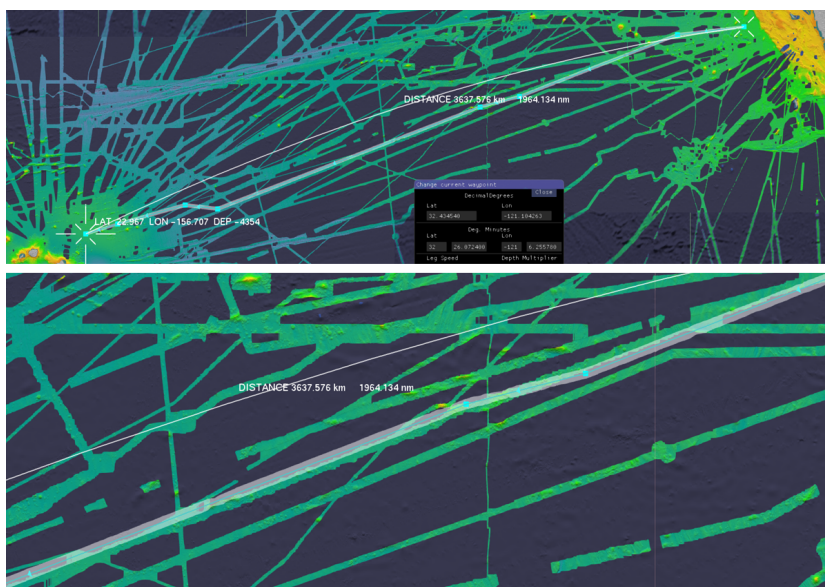 DISTANCE 3637.576 km 1964.134 nm
LAT 22.967 LON -156.707 DEP -4354
Change current waypoint
Close
DecimalDegrees
Lat Lon
32.434540 -121.104263
Deg. Minutes
Lat Lon
32 26.072400 -121 6.255780
Leg Speed Depth Multiplier
DISTANCE 3637.576 km 1964.134 nm